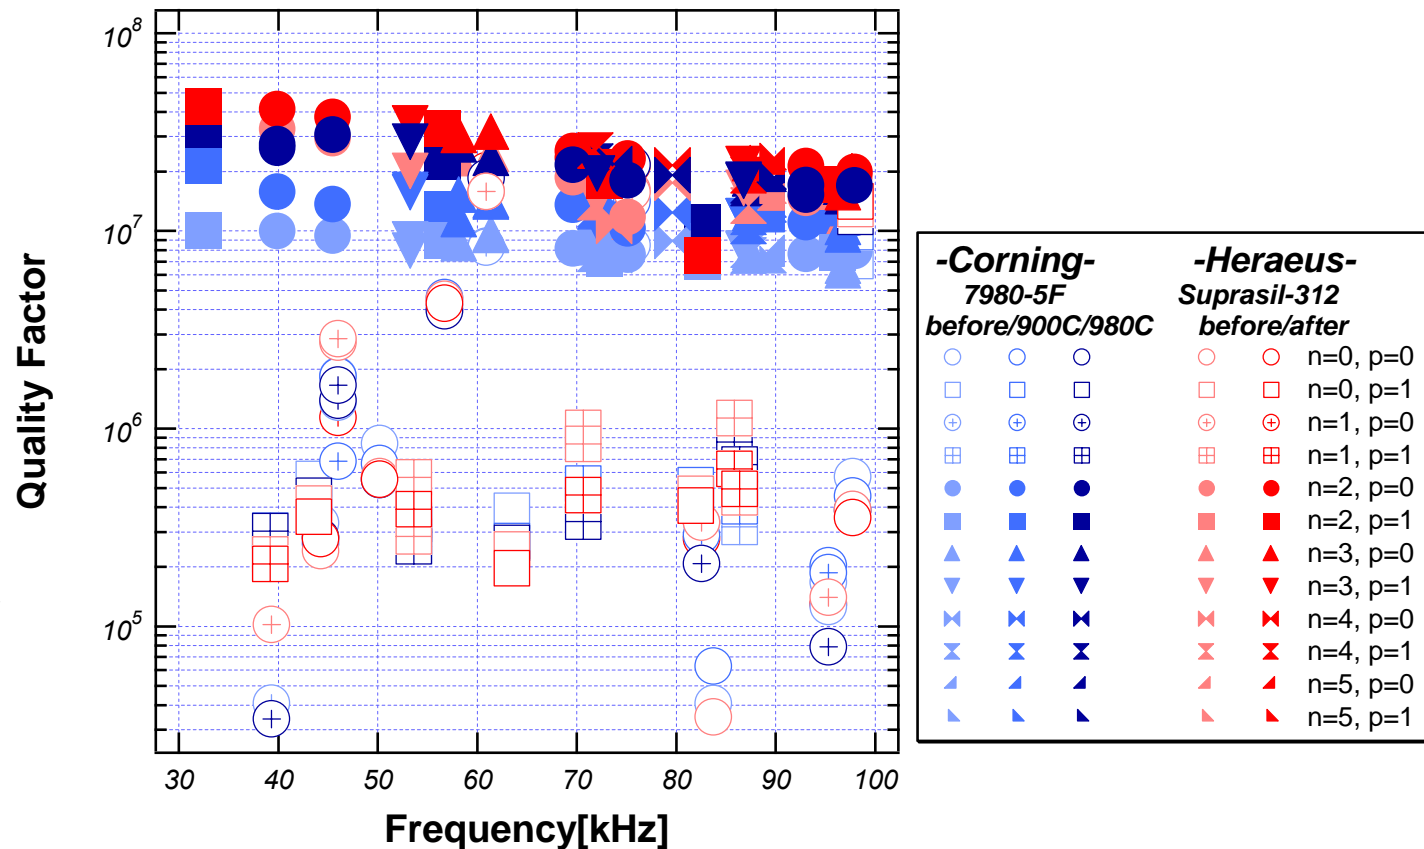 10^8
10^7
10^6
10^5
Quality Factor
30 40 50 60 70 80 90 100
Frequency[kHz]
-Corning- -Heraeus-
7980-5F Suprasil-312
before/900C/980C before/after
n=0, p=0
n=0, p=1
n=1, p=0
n=1, p=1
n=2, p=0
n=2, p=1
n=3, p=0
n=3, p=1
n=4, p=0
n=4, p=1
n=5, p=0
n=5, p=1